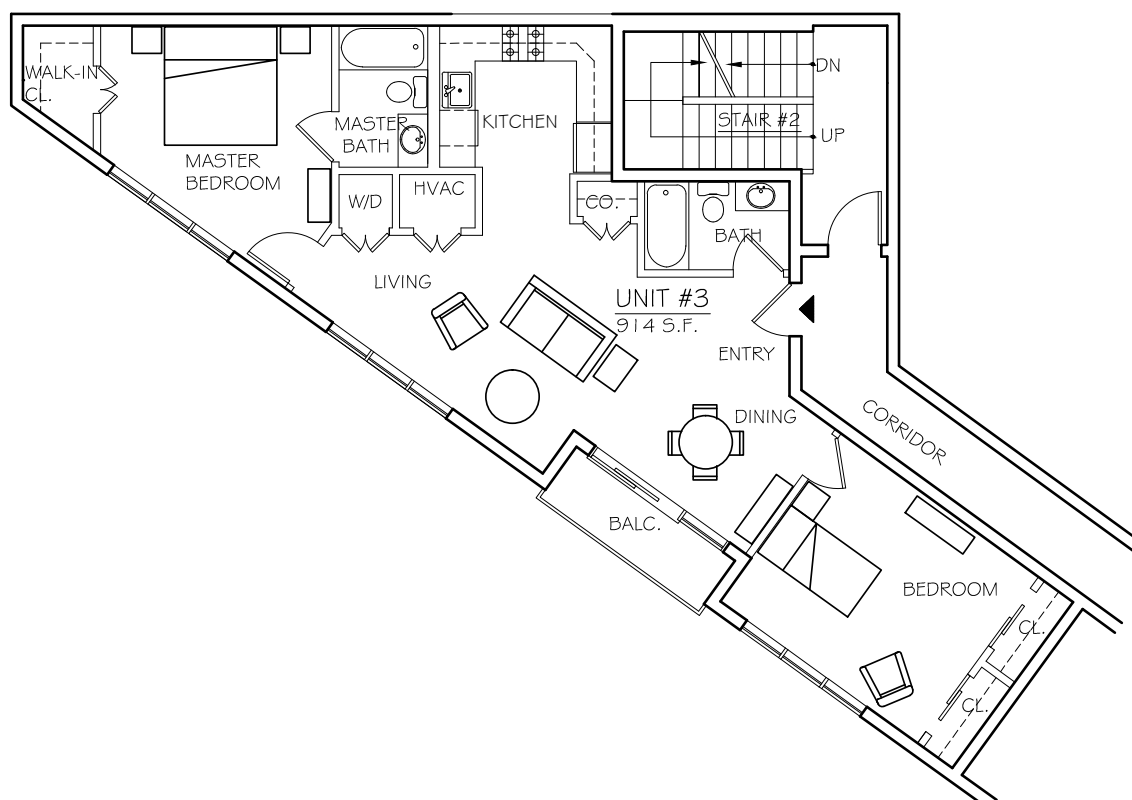 WALK-IN
CL.
MASTER
BEDROOM
MASTER
BATH
KITCHEN
W/D
HVAC
CO.
STAIR #2
DN
UP
BATH
LIVING
UNIT #3
914 S.F.
ENTRY
DINING
CORRIDOR
BALC.
BEDROOM
CL.
CL.